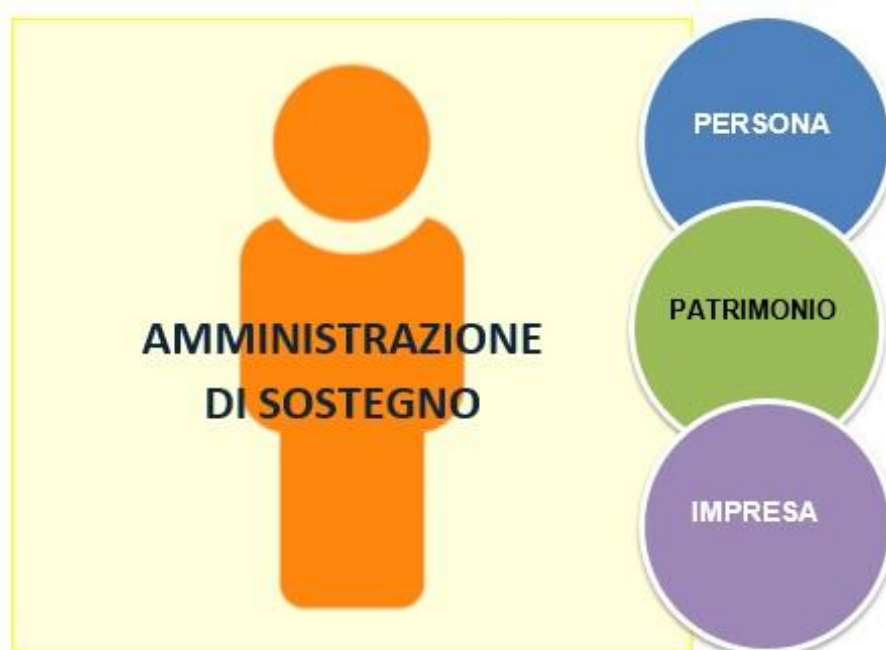 AMMINISTRAZIONE
DI SOSTEGNO
PERSONA
PATRIMONIO
IMPRESA